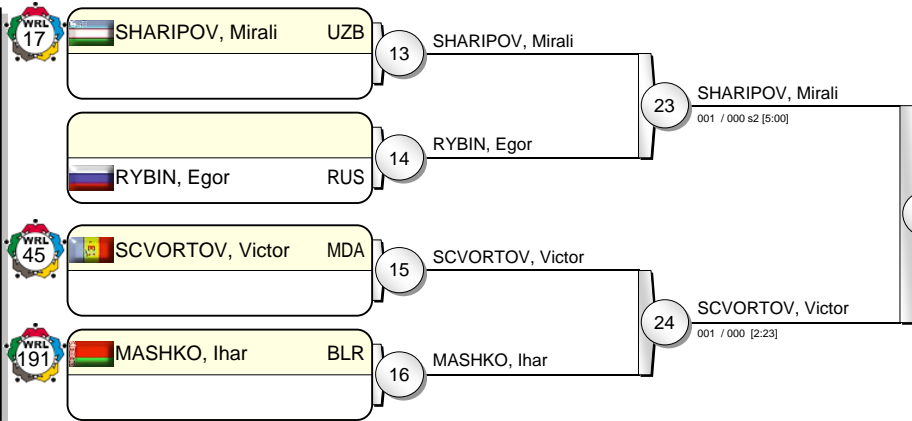 WRL
17
SHARIPOV, Mirali UZB
13
SHARIPOV, Mirali
23
SHARIPOV, Mirali
001 / 000 s2 [5:00]
14
RYBIN, Egor
RYBIN, Egor RUS
WRL
45
SCVORTOV, Victor MDA
15
SCVORTOV, Victor
24
SCVORTOV, Victor
001 / 000 [2:23]
WRL
191
MASHKO, Ihar BLR
16
MASHKO, Ihar